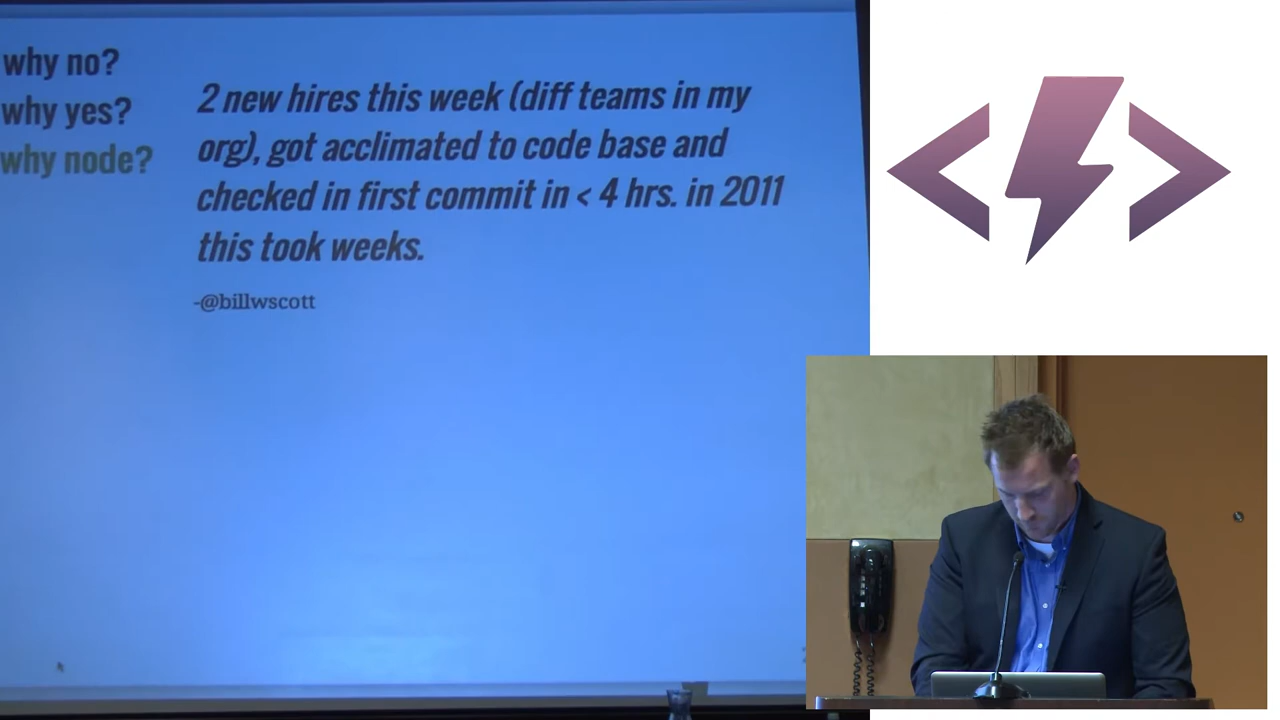 why no?
why yes?
why node?
2 new hires this week (diff teams in my
org), got acclimated to code base and
checked in first commit in < 4 hrs. in 2011
this took weeks.
-@billwscott